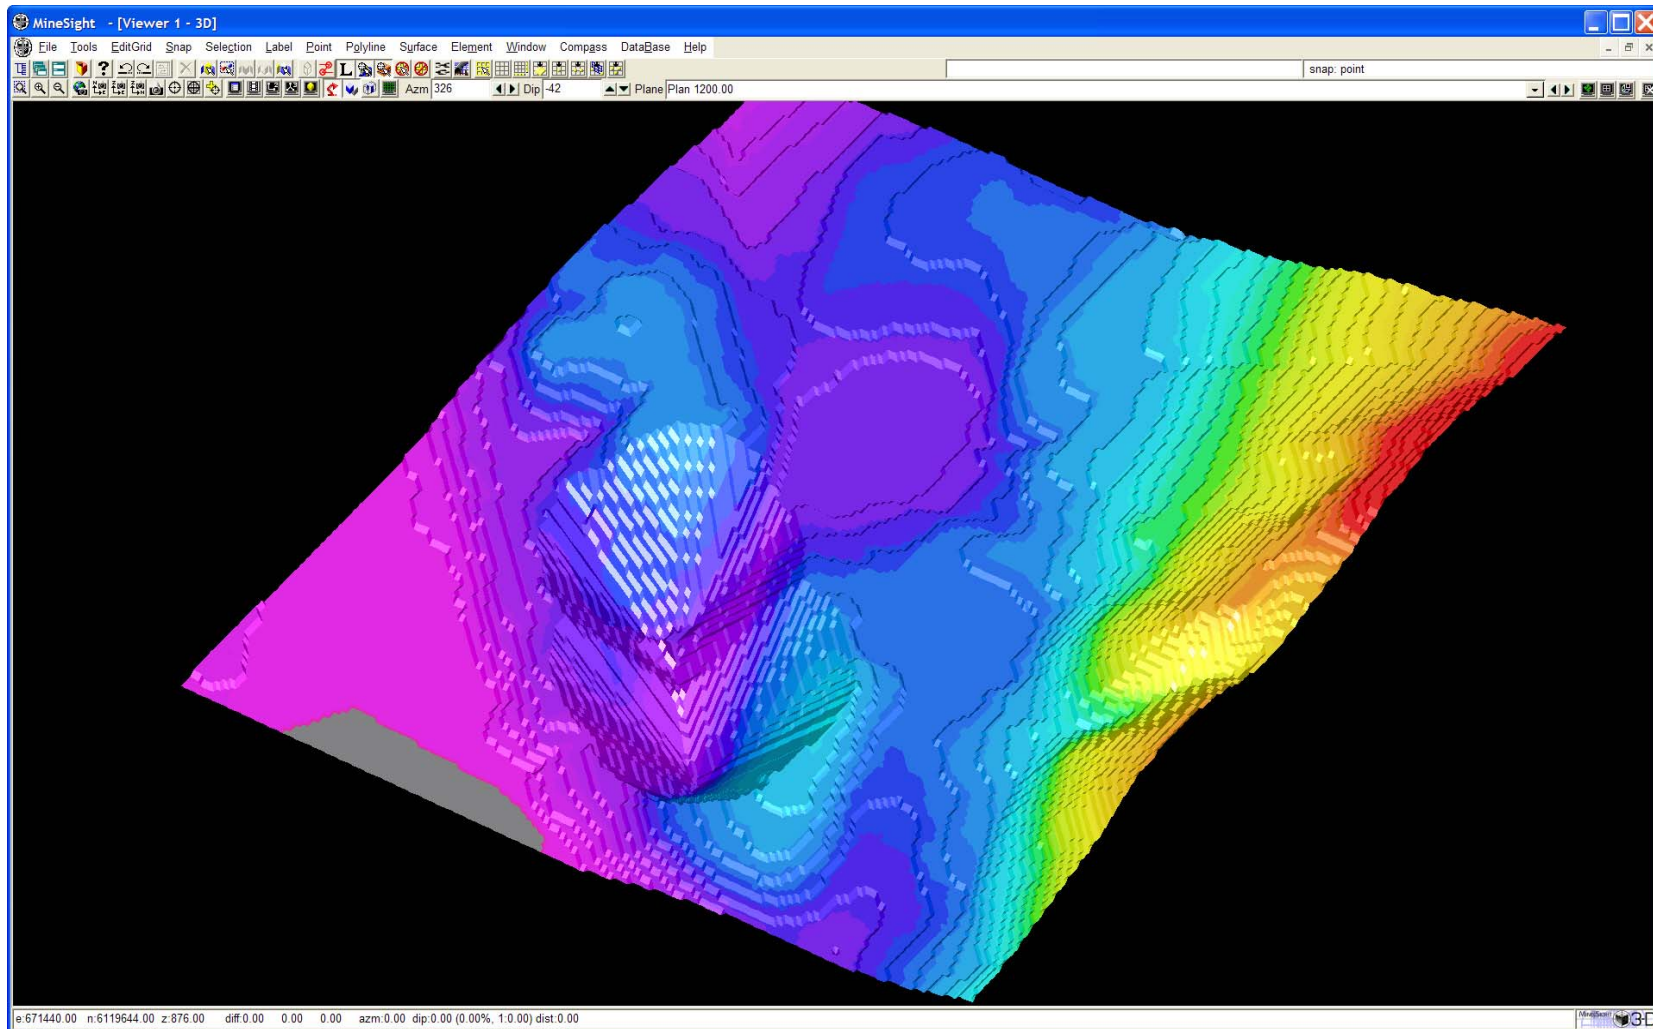 MineSight - [Viewer 1 - 3D]
File Tools EditGrid Snap Selection Label Point Polyline Surface Element Window Compass DataBase Help
snap: point
Azm 326 Dip -42 Plane Plan 1200.00
e:671440.00 n:6119644.00 z:876.00 diff:0.00 0.00 0.00 azm:0.00 dip:0.00 (0.00%, 1:0.00) dist:0.00
MineSight 3D